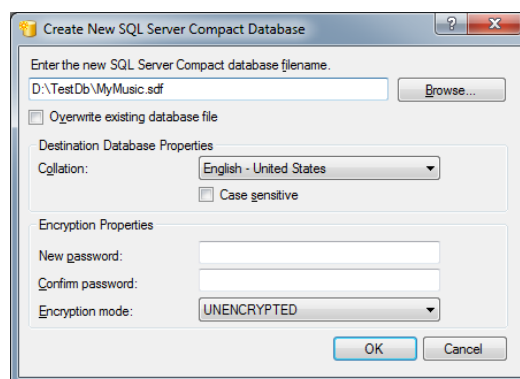 Create New SQL Server Compact Database
Enter the new SQL Server Compact database filename.
D:\TestDb\MyMusic.sdf
Browse...
Overwrite existing database file
Destination Database Properties
Collation:
English - United States
Case sensitive
Encryption Properties
New password:
Confirm password:
Encryption mode:
UNENCRYPTED
OK
Cancel